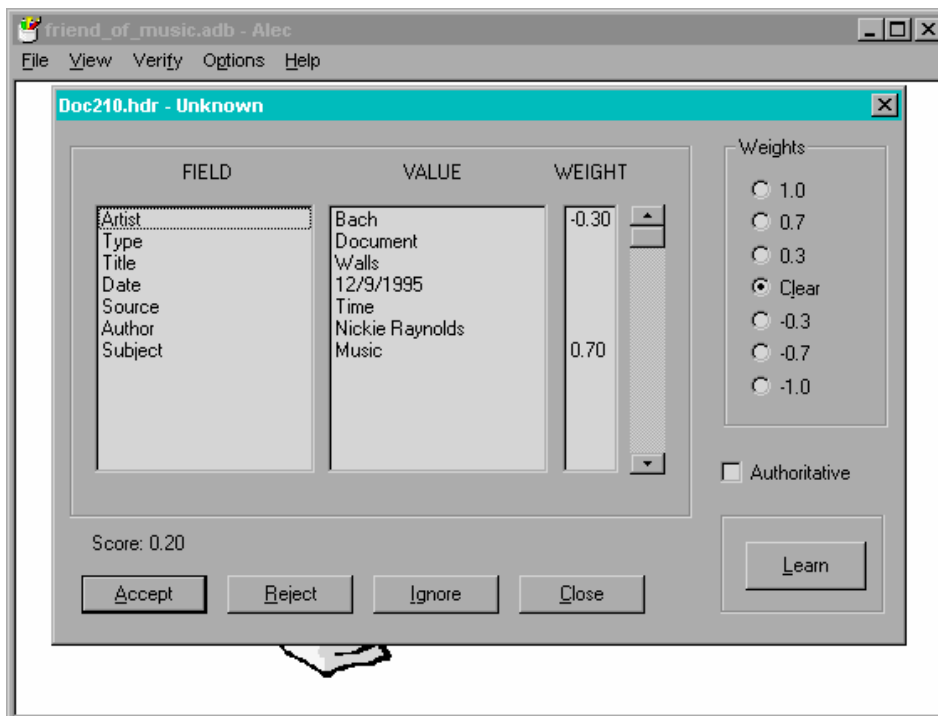 friend_of_music.adb - Alec
File View Verify Options Help
Doc210.hdr - Unknown
FIELD VALUE WEIGHT
Artist Bach -0.30
Type Document
Title Walls
Date 12/9/1995
Source Time
Author Nickie Raynolds
Subject Music 0.70
Weights
1.0
0.7
0.3
Clear
-0.3
-0.7
-1.0
Authoritative
Score: 0.20
Accept Reject Ignore Close
Learn